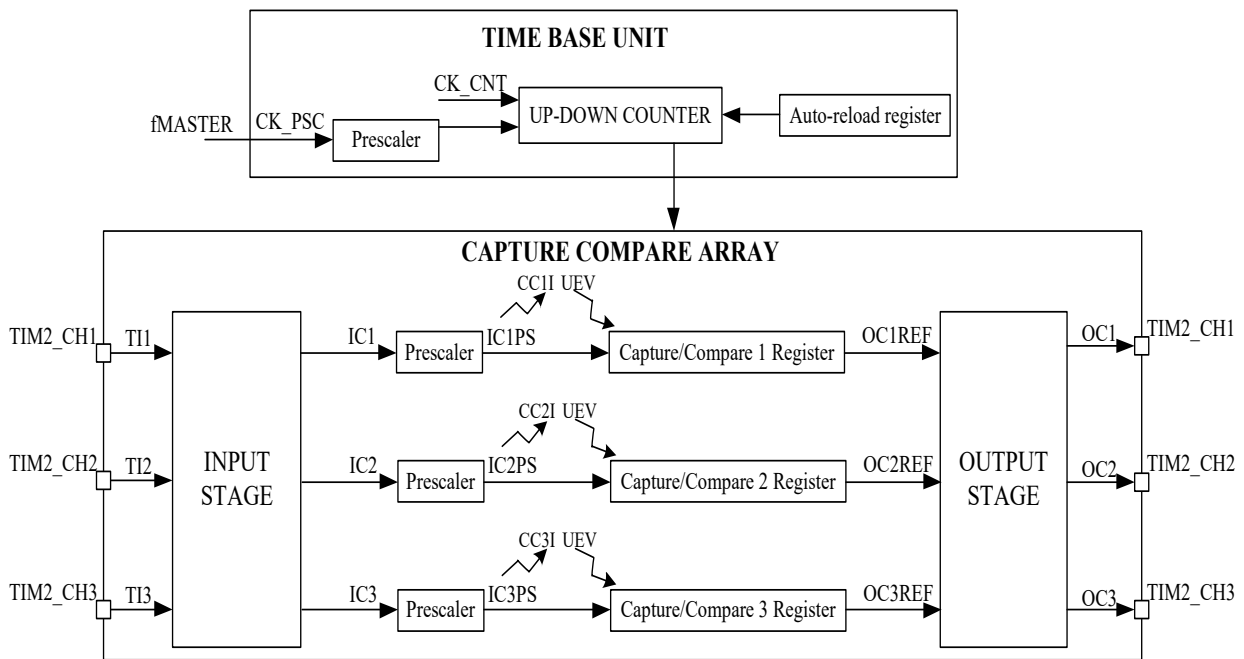 TIME BASE UNIT
CK_CNT
fMASTER
CK_PSC
Prescaler
UP-DOWN COUNTER
Auto-reload register
CAPTURE COMPARE ARRAY
CC1I UEV
TIM2_CH1
TI1
IC1
Prescaler
IC1PS
Capture/Compare 1 Register
OC1REF
OC1
TIM2_CH1
CC2I UEV
TIM2_CH2
TI2
INPUT
STAGE
IC2
Prescaler
IC2PS
Capture/Compare 2 Register
OC2REF
OUTPUT
STAGE
OC2
TIM2_CH2
CC3I UEV
TIM2_CH3
TI3
IC3
Prescaler
IC3PS
Capture/Compare 3 Register
OC3REF
OC3
TIM2_CH3